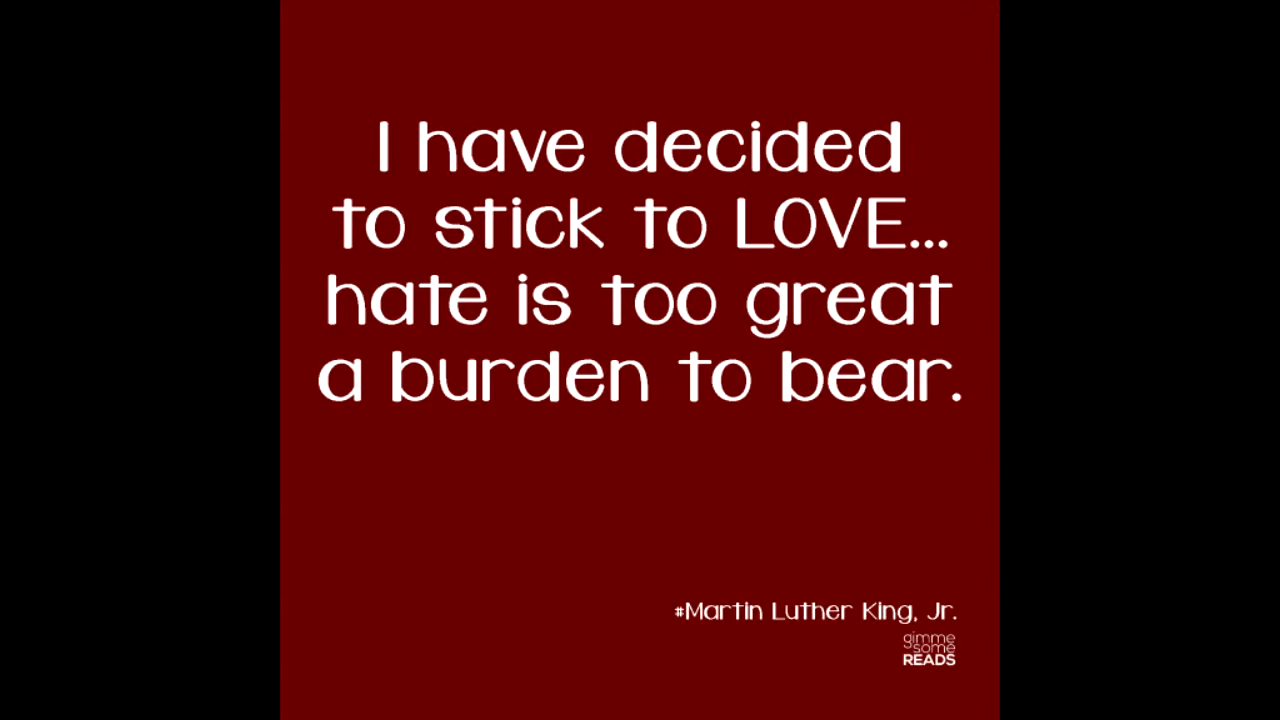 I have decided
to stick to LOVE...
hate is too great
a burden to bear.
#Martin Luther King, Jr.
gimme
some
READS